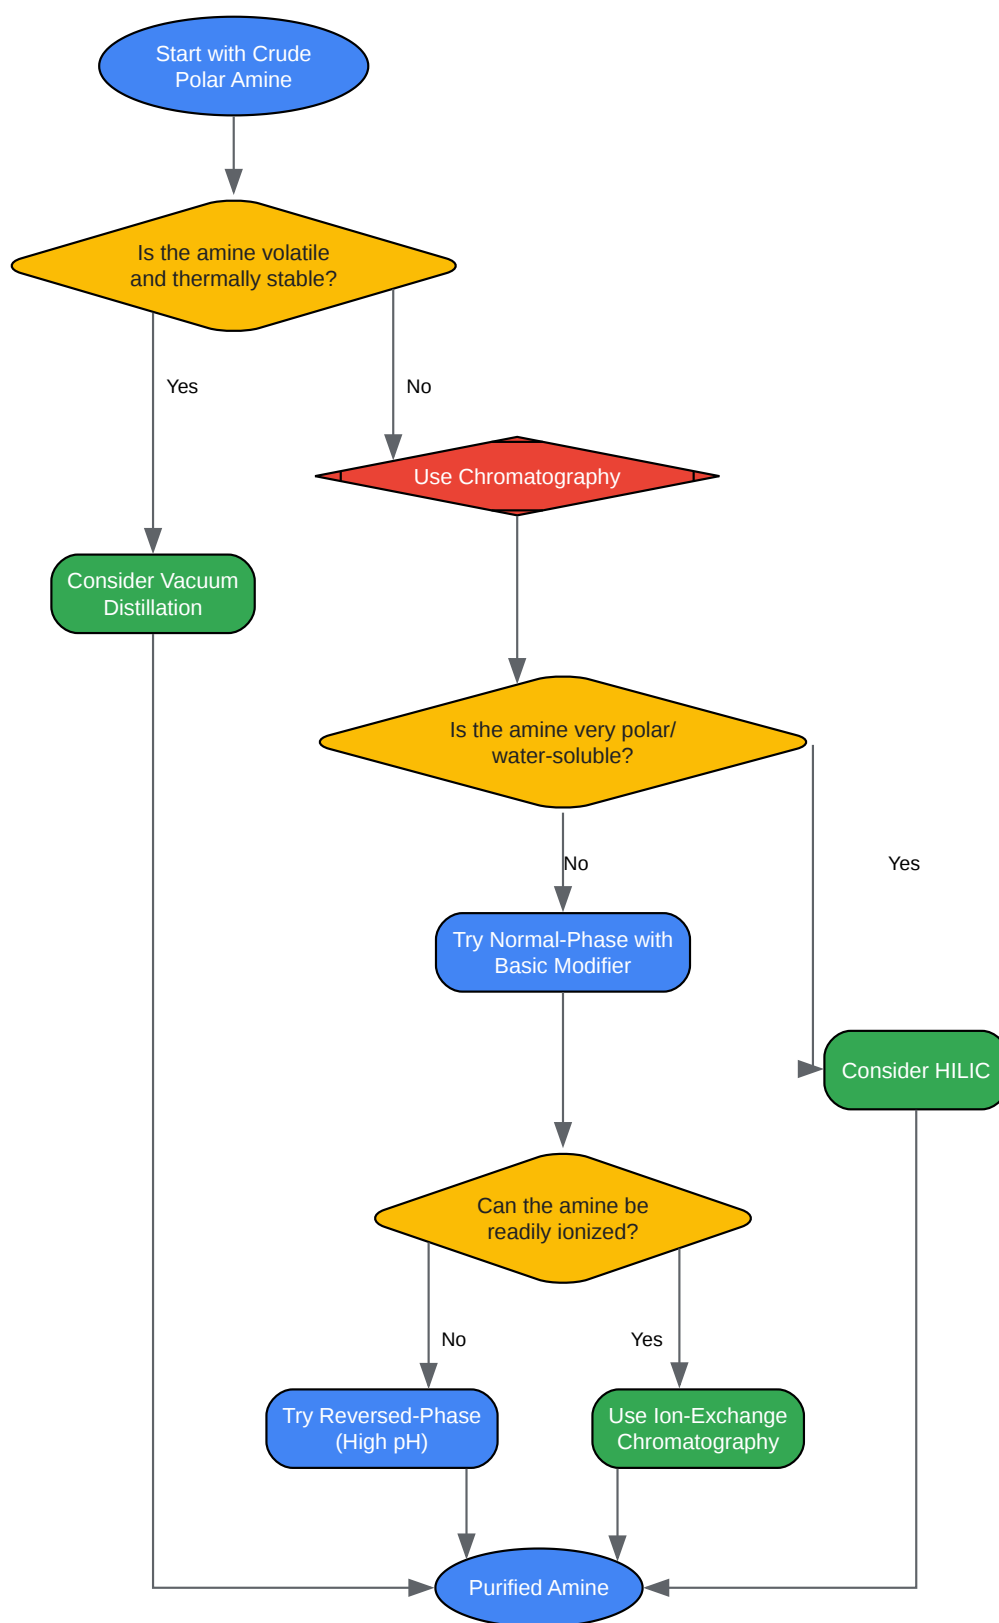 Start with Crude
Polar Amine
Is the amine volatile
and thermally stable?
Yes
No
Use Chromatography
Consider Vacuum
Distillation
Is the amine very polar/
water-soluble?
No
Yes
Try Normal-Phase with
Basic Modifier
Consider HILIC
Can the amine be
readily ionized?
No
Yes
Try Reversed-Phase
(High pH)
Use Ion-Exchange
Chromatography
Purified Amine